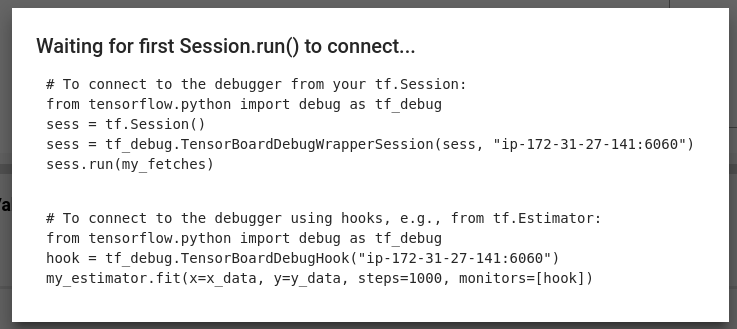 Waiting for first Session.run() to connect...
# To connect to the debugger from your tf.Session:
from tensorflow.python import debug as tf_debug
sess = tf.Session()
sess = tf_debug.TensorBoardDebugWrapperSession(sess, "ip-172-31-27-141:6060")
sess.run(my_fetches)
# To connect to the debugger using hooks, e.g., from tf.Estimator:
from tensorflow.python import debug as tf_debug
hook = tf_debug.TensorBoardDebugHook("ip-172-31-27-141:6060")
my_estimator.fit(x=x_data, y=y_data, steps=1000, monitors=[hook])